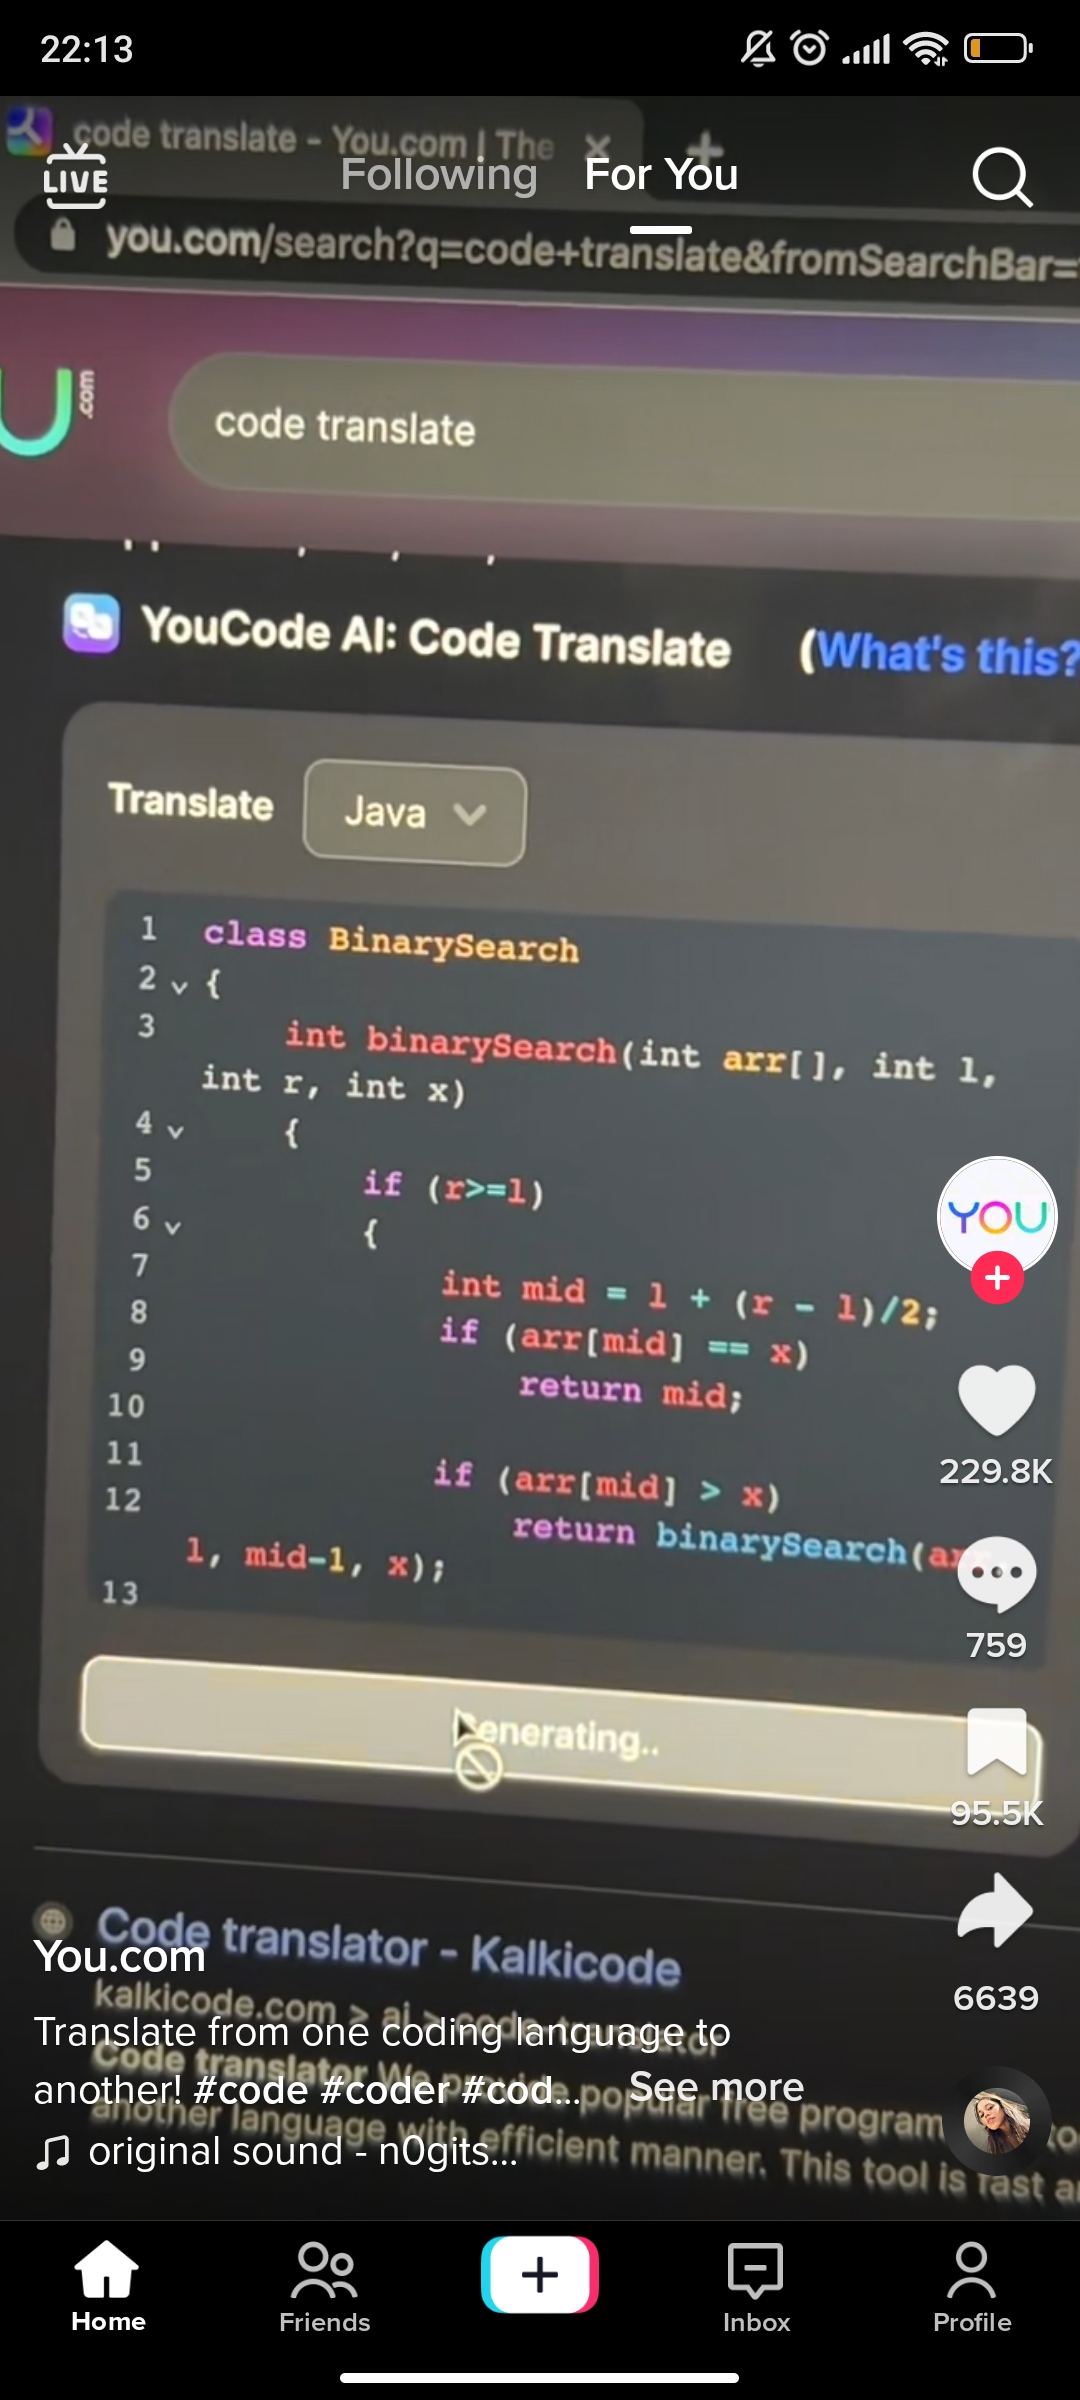 22:13
code translate - You.com | The
LIVE
Following For You
you.com/search?q=code+translate&fromSearchBar=
U.com
code translate
YouCode AI: Code Translate (What's this?
Translate Java
1 class BinarySearch
2 {
3 int binarySearch(int arr[], int l,
int r, int x)
4 {
5 if (r>=l)
6 {
7 int mid = l + (r - l)/2;
8 if (arr[mid] == x)
9 return mid;
10
11 if (arr[mid] > x)
12 return binarySearch(arr,
l, mid-1, x);
13
YOU
229.8K
759
Generating..
95.5K
6639
Code translator - Kalkicode
You.com
kalkicode.com > ai > code-translator
Translate from one coding language to
another! #code #coder #cod... See more
Code translator We provide popular free program
another language with efficient manner. This tool is fast
original sound - n0gits...
Home Friends Inbox Profile